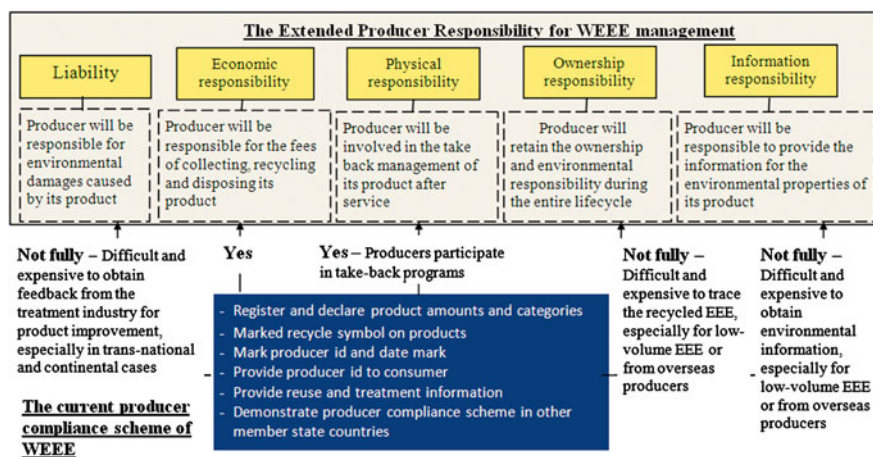 The Extended Producer Responsibility for WEEE management
Liability
Economic
responsibility
Physical
responsibility
Ownership
responsibility
Information
responsibility
Producer will be
responsible for
environmental
damages caused
by its product
Producer will be
responsible for the fees
of collecting, recycling
and disposing its
product
Producer will be
involved in the take
back management
of its product after
service
Producer will
retain the ownership
and environmental
responsibility during
the entire lifecycle
Producer will be
responsible to provide the
information for the
environmental properties of
its product
Not fully – Difficult and
expensive to obtain
feedback from the
treatment industry for
product improvement,
especially in trans-national
and continental cases
Yes
Yes – Producers participate
in take-back programs
Not fully –
Difficult and
expensive to trace
the recycled EEE,
especially for low-
volume EEE or
from overseas
producers
Not fully –
Difficult and
expensive to
obtain
environmental
information,
especially for
low-volume EEE
or from overseas
producers
- Register and declare product amounts and categories
- Marked recycle symbol on products
- Mark producer id and date mark
- Provide producer id to consumer
- Provide reuse and treatment information
- Demonstrate producer compliance scheme in other
member state countries
The current producer
compliance scheme of
WEEE